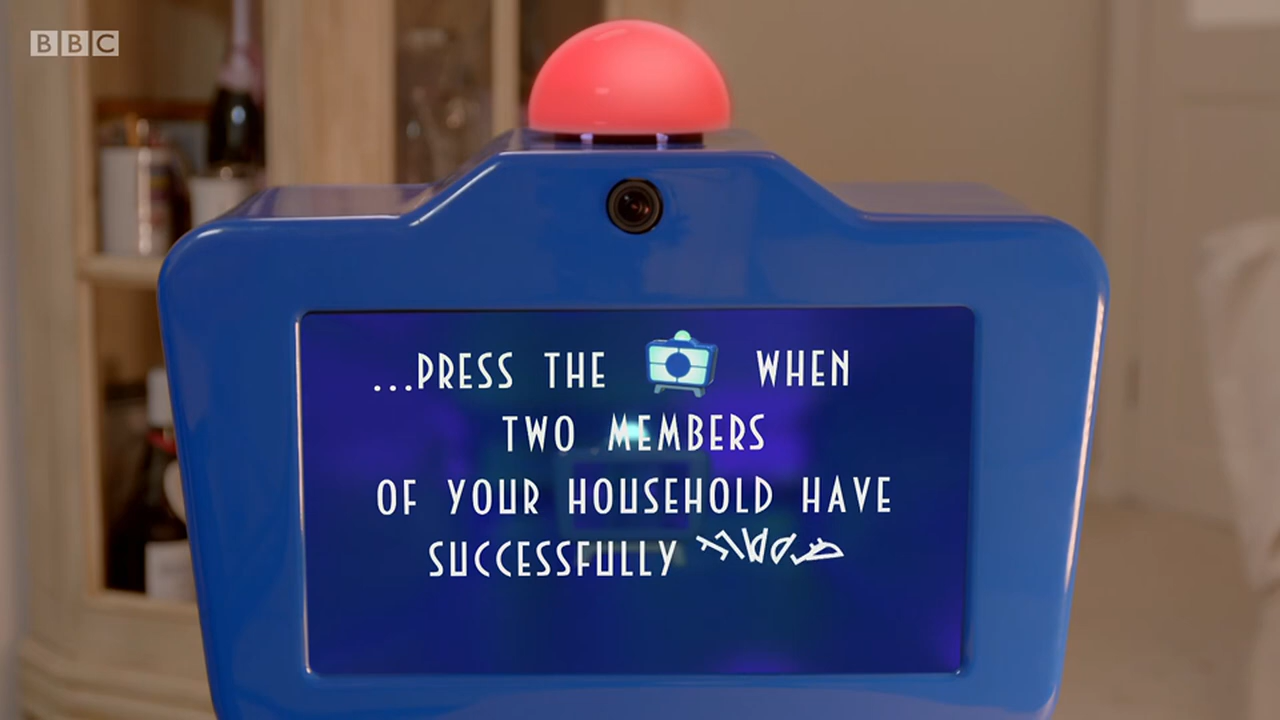 BBC
...PRESS THE WHEN
TWO MEMBERS
OF YOUR HOUSEHOLD HAVE
SUCCESSFULLY